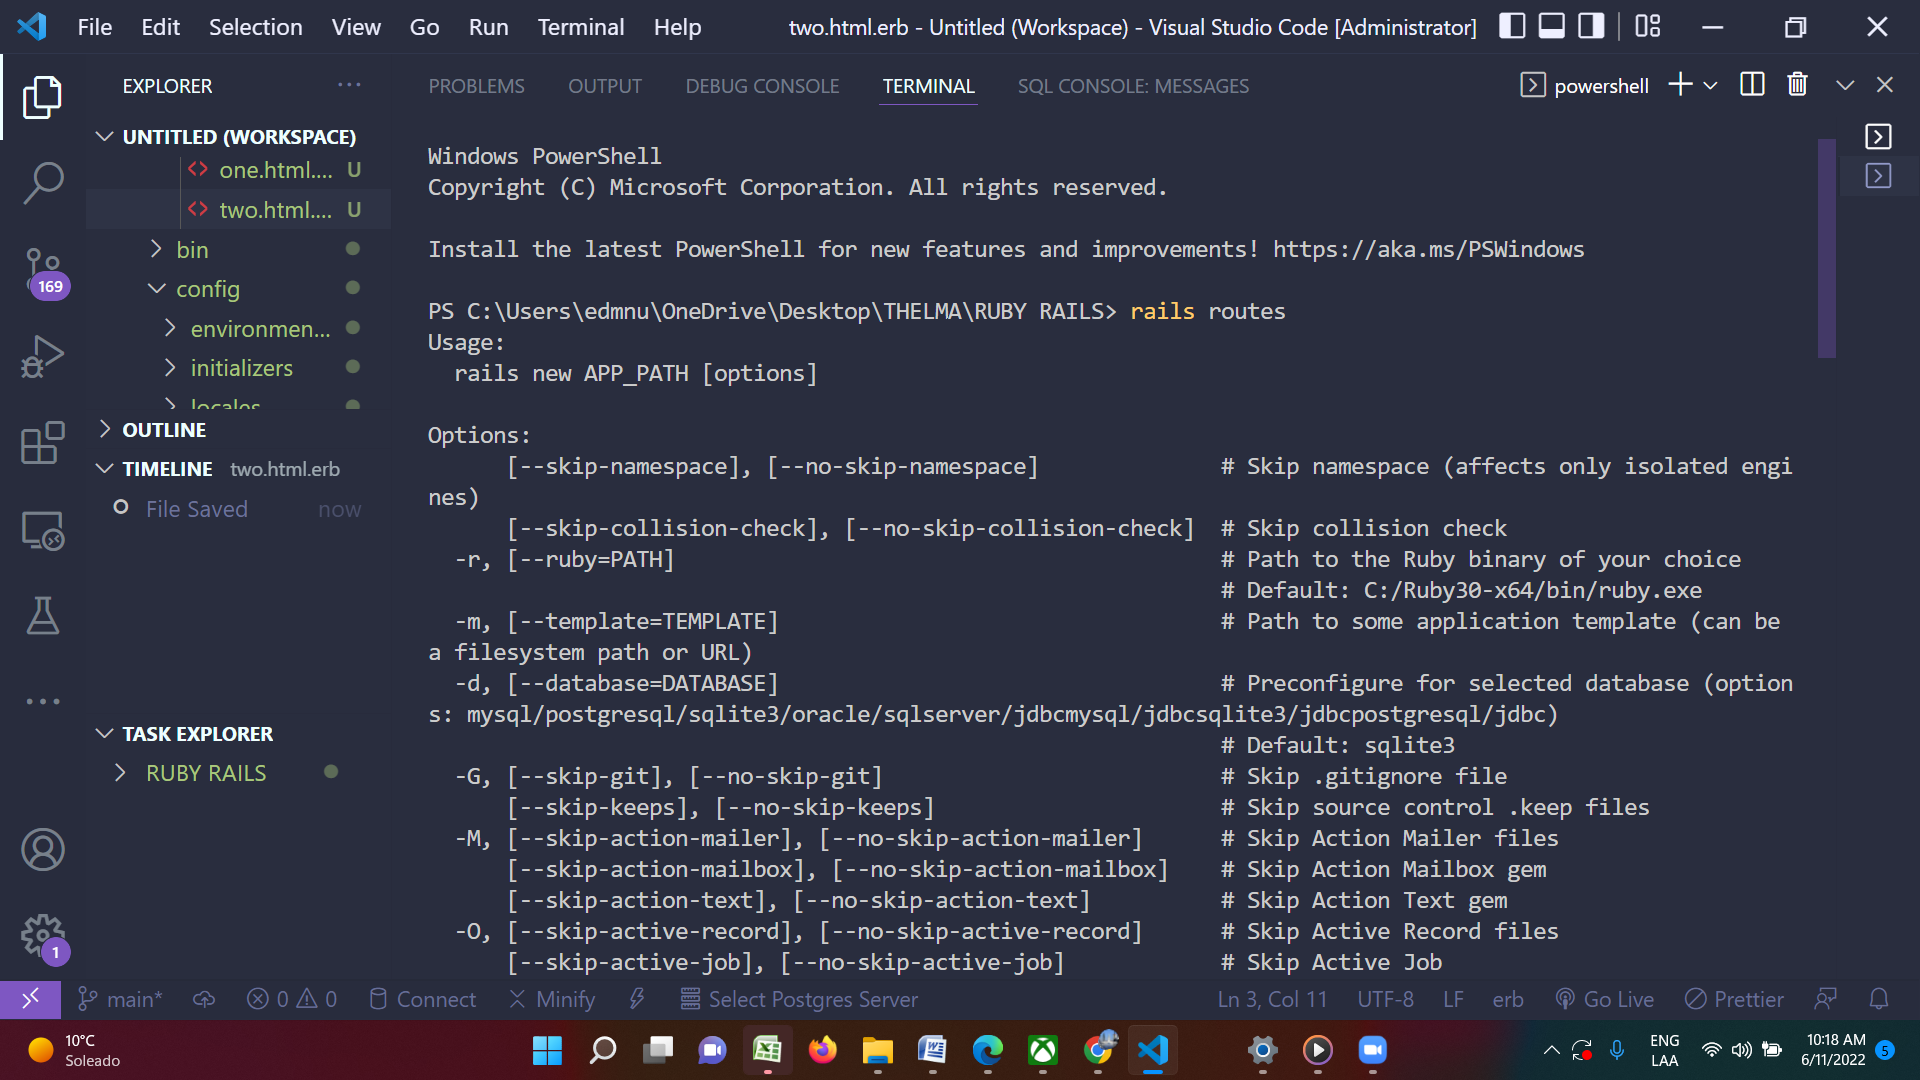 File Edit Selection View Go Run Terminal Help
two.html.erb - Untitled (Workspace) - Visual Studio Code [Administrator]
EXPLORER
UNTITLED (WORKSPACE)
one.html.... U
two.html.... U
bin
config
environmen...
initializers
locales
OUTLINE
TIMELINE two.html.erb
File Saved now
TASK EXPLORER
RUBY RAILS
169
1
PROBLEMS OUTPUT DEBUG CONSOLE TERMINAL SQL CONSOLE: MESSAGES
powershell
Windows PowerShell
Copyright (C) Microsoft Corporation. All rights reserved.
Install the latest PowerShell for new features and improvements! https://aka.ms/PSWindows
PS C:\Users\edmnu\OneDrive\Desktop\THELMA\RUBY RAILS> rails routes
Usage:
rails new APP_PATH [options]
Options:
[--skip-namespace], [--no-skip-namespace] # Skip namespace (affects only isolated engi
nes)
[--skip-collision-check], [--no-skip-collision-check] # Skip collision check
-r, [--ruby=PATH] # Path to the Ruby binary of your choice
# Default: C:/Ruby30-x64/bin/ruby.exe
-m, [--template=TEMPLATE] # Path to some application template (can be
a filesystem path or URL)
-d, [--database=DATABASE] # Preconfigure for selected database (option
s: mysql/postgresql/sqlite3/oracle/sqlserver/jdbcmysql/jdbcsqlite3/jdbcpostgresql/jdbc)
# Default: sqlite3
-G, [--skip-git], [--no-skip-git] # Skip .gitignore file
[--skip-keeps], [--no-skip-keeps] # Skip source control .keep files
-M, [--skip-action-mailer], [--no-skip-action-mailer] # Skip Action Mailer files
[--skip-action-mailbox], [--no-skip-action-mailbox] # Skip Action Mailbox gem
[--skip-action-text], [--no-skip-action-text] # Skip Action Text gem
-O, [--skip-active-record], [--no-skip-active-record] # Skip Active Record files
[--skip-active-job], [--no-skip-active-job] # Skip Active Job
main* 0 0 Connect Minify Select Postgres Server Ln 3, Col 11 UTF-8 LF erb Go Live Prettier
10°C
Soleado
ENG
LAA
10:18 AM
6/11/2022
5